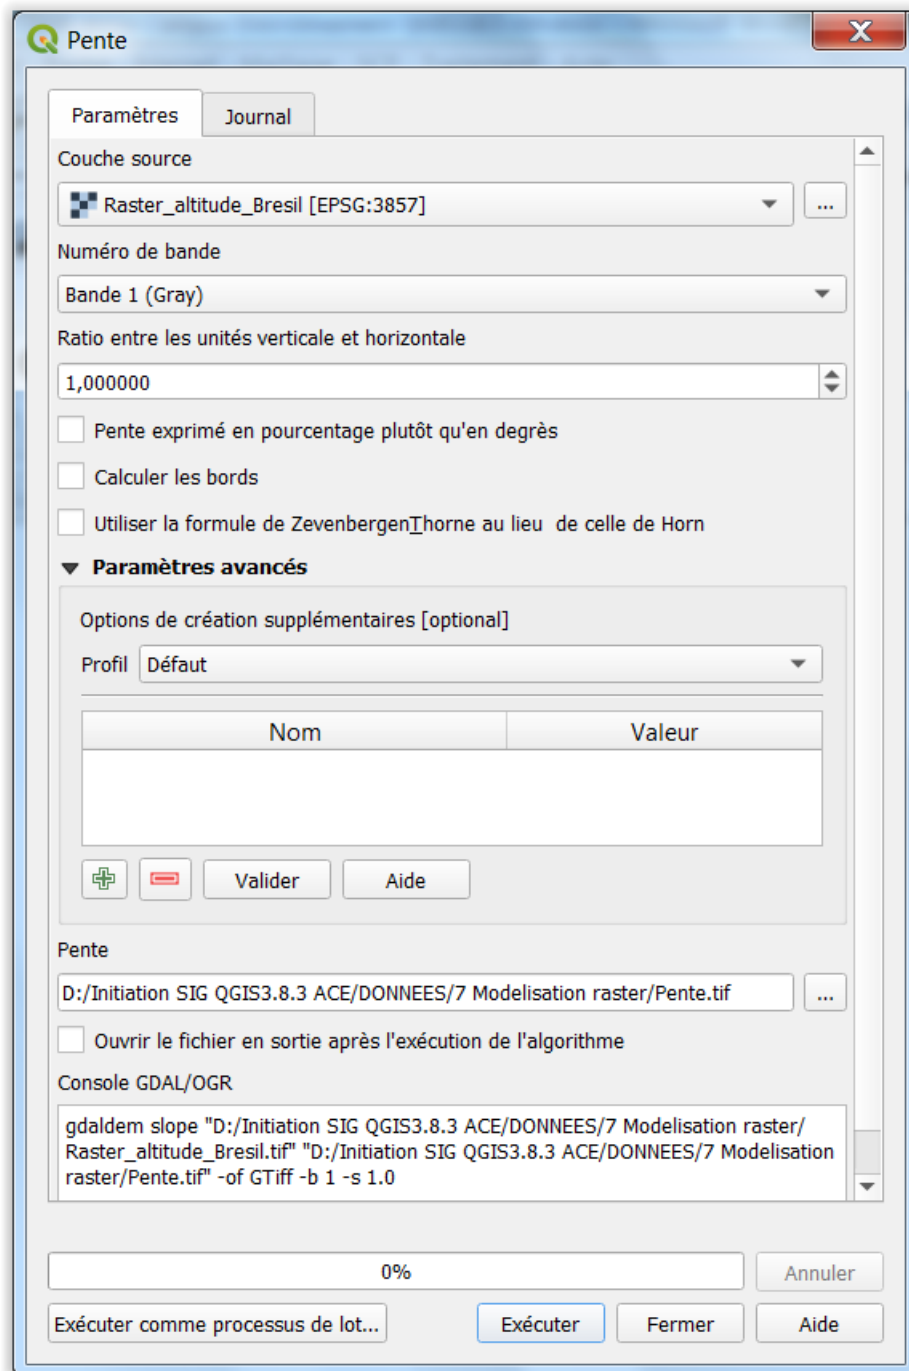 Pente
Paramètres
Journal
Couche source
Raster_altitude_Bresil [EPSG:3857]
...
Numéro de bande
Bande 1 (Gray)
Ratio entre les unités verticale et horizontale
1,000000
Pente exprimé en pourcentage plutôt qu'en degrès
Calculer les bords
Utiliser la formule de ZevenbergenThorne au lieu  de celle de Horn
Paramètres avancés
Options de création supplémentaires [optional]
Profil Défaut
Nom Valeur
Valider Aide
Pente
D:/Initiation SIG QGIS3.8.3 ACE/DONNEES/7 Modelisation raster/Pente.tif
...
Ouvrir le fichier en sortie après l'exécution de l'algorithme
Console GDAL/OGR
gdaldem slope "D:/Initiation SIG QGIS3.8.3 ACE/DONNEES/7 Modelisation raster/
Raster_altitude_Bresil.tif" "D:/Initiation SIG QGIS3.8.3 ACE/DONNEES/7 Modelisation
raster/Pente.tif" -of GTiff -b 1 -s 1.0
0%
Annuler
Exécuter comme processus de lot... Exécuter Fermer Aide